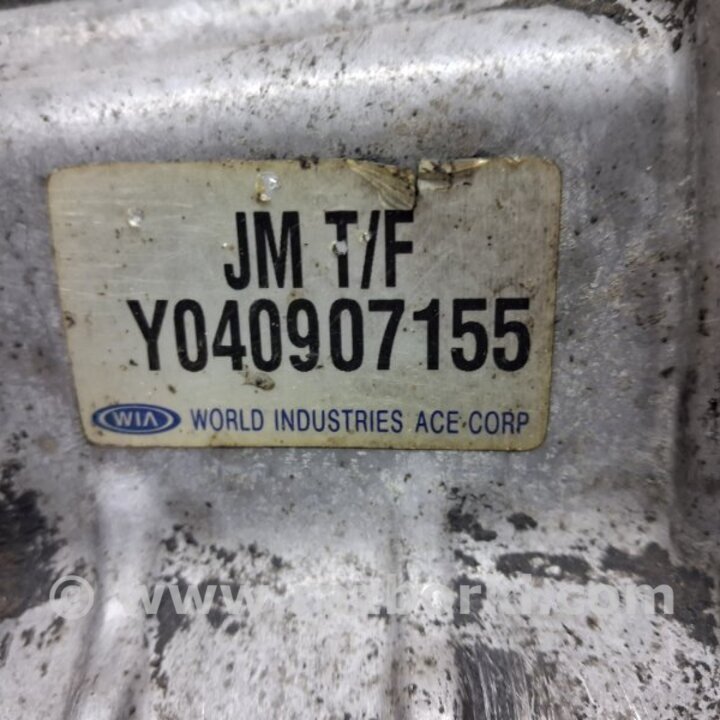 JM T/F
Y040907155
WIA WORLD INDUSTRIES ACE CORP